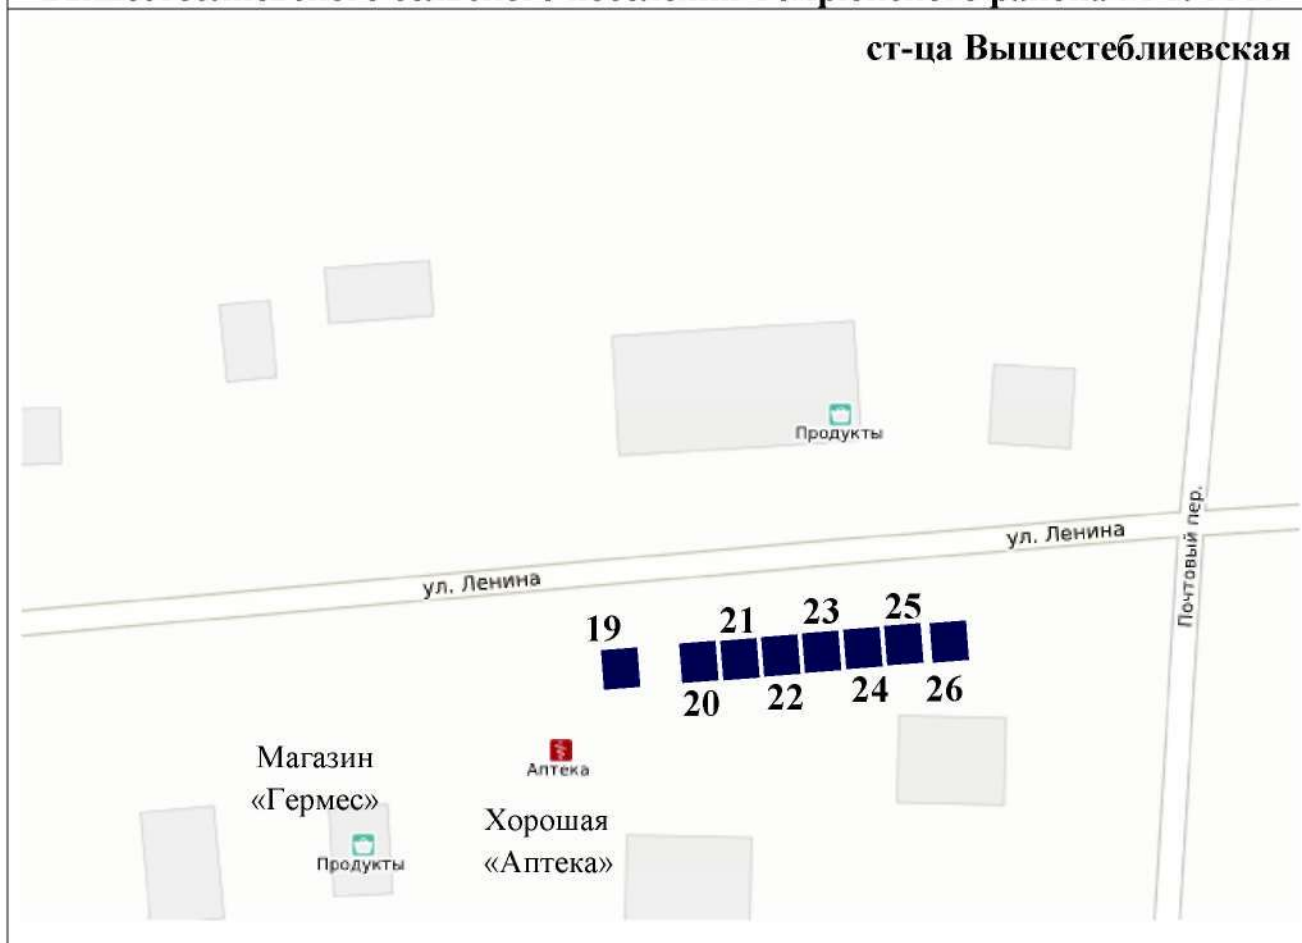 ст-ца Вышестеблиевская
Продукты
ул. Ленина
ул. Ленина
Почтовый пер.
19
21
23
25
20
22
24
26
Аптека
Магазин
«Гермес»
Хорошая
«Аптека»
Продукты